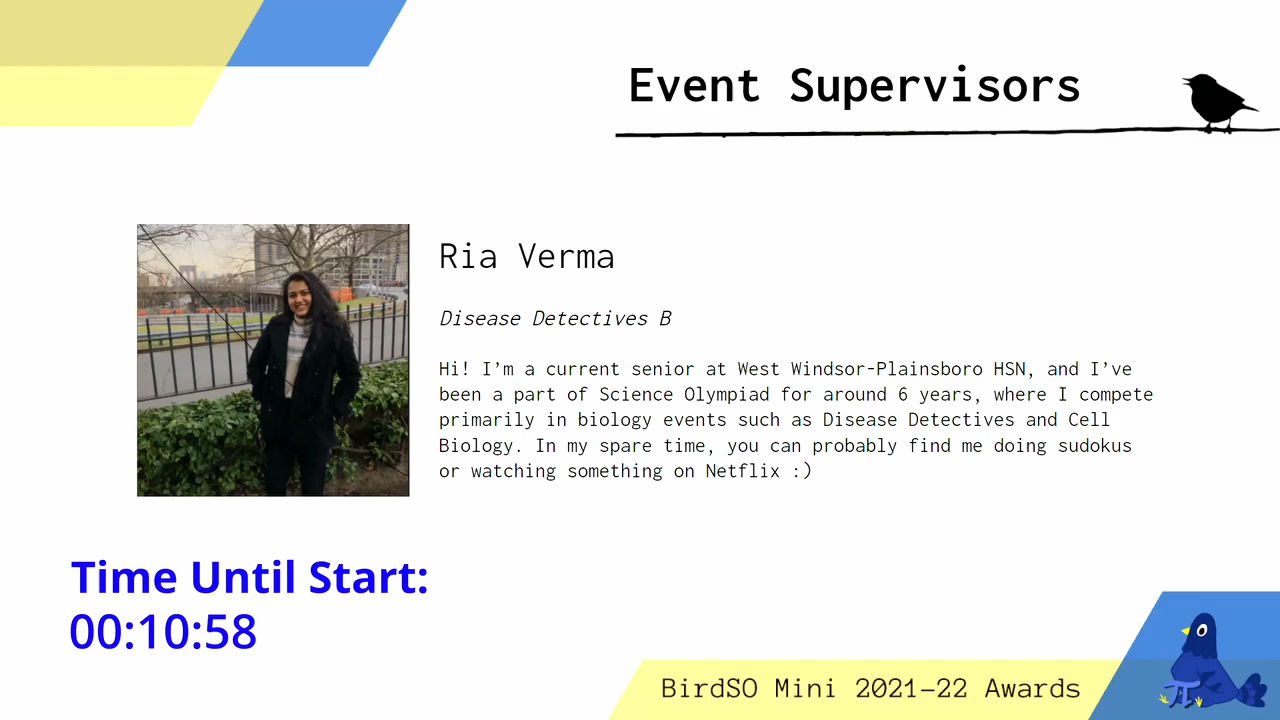 Event Supervisors
Ria Verma
Disease Detectives B
Hi! I’m a current senior at West Windsor-Plainsboro HSN, and I’ve
been a part of Science Olympiad for around 6 years, where I compete
primarily in biology events such as Disease Detectives and Cell
Biology. In my spare time, you can probably find me doing sudokus
or watching something on Netflix :)
Time Until Start:
00:10:58
BirdSO Mini 2021–22 Awards